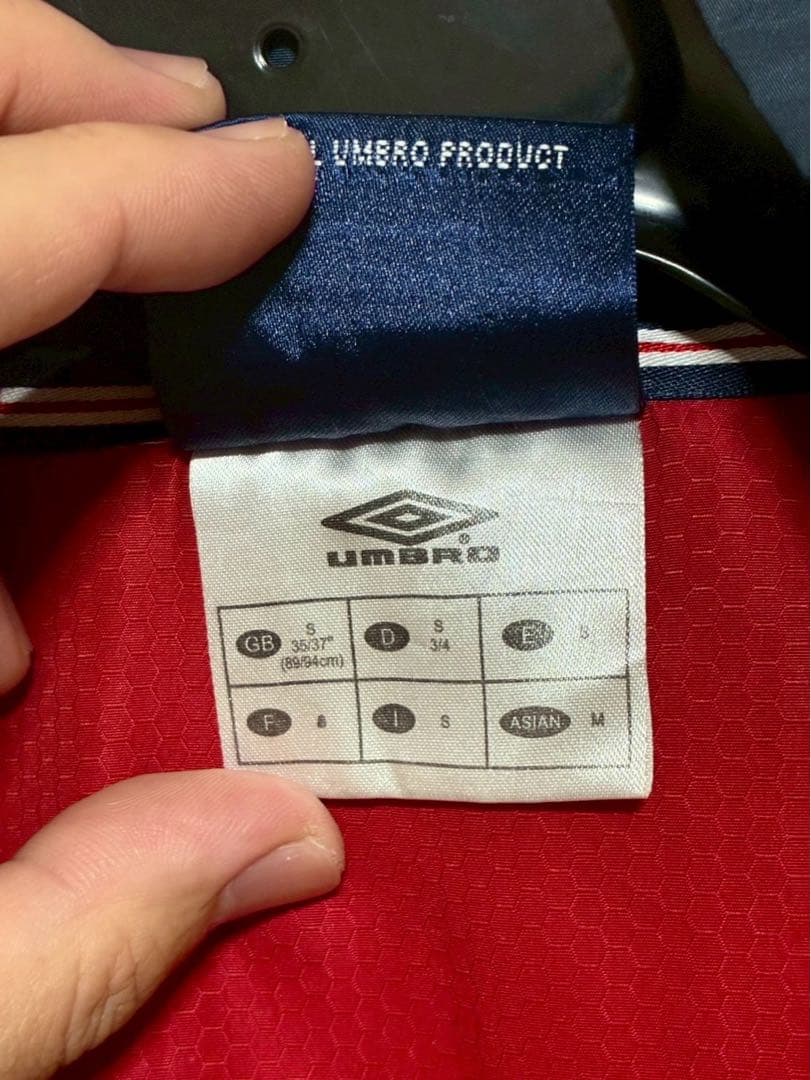 L UMBRO PRODUCT
UMBRO®
GB S 35/37" (89/94cm)
D S 3/4
E S
F
I S
ASIAN M